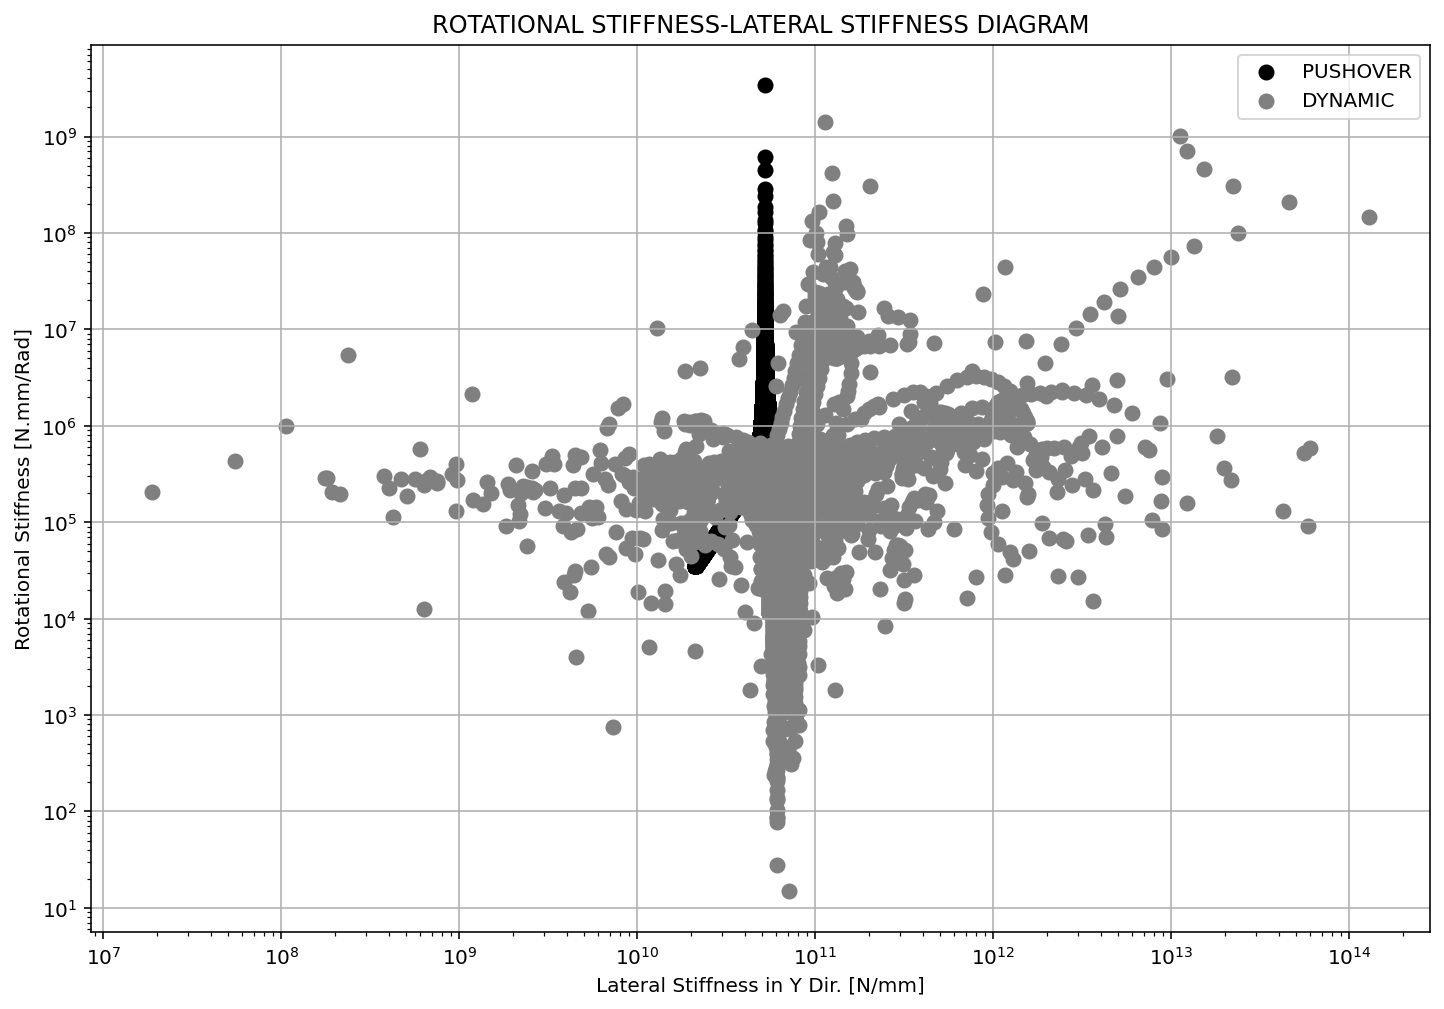 ROTATIONAL STIFFNESS-LATERAL STIFFNESS DIAGRAM
PUSHOVER
DYNAMIC
Rotational Stiffness [N.mm/Rad]
10⁹
10⁸
10⁷
10⁶
10⁵
10⁴
10³
10²
10¹
10⁷ 10⁸ 10⁹ 10¹⁰ 10¹¹ 10¹² 10¹³ 10¹⁴
Lateral Stiffness in Y Dir. [N/mm]